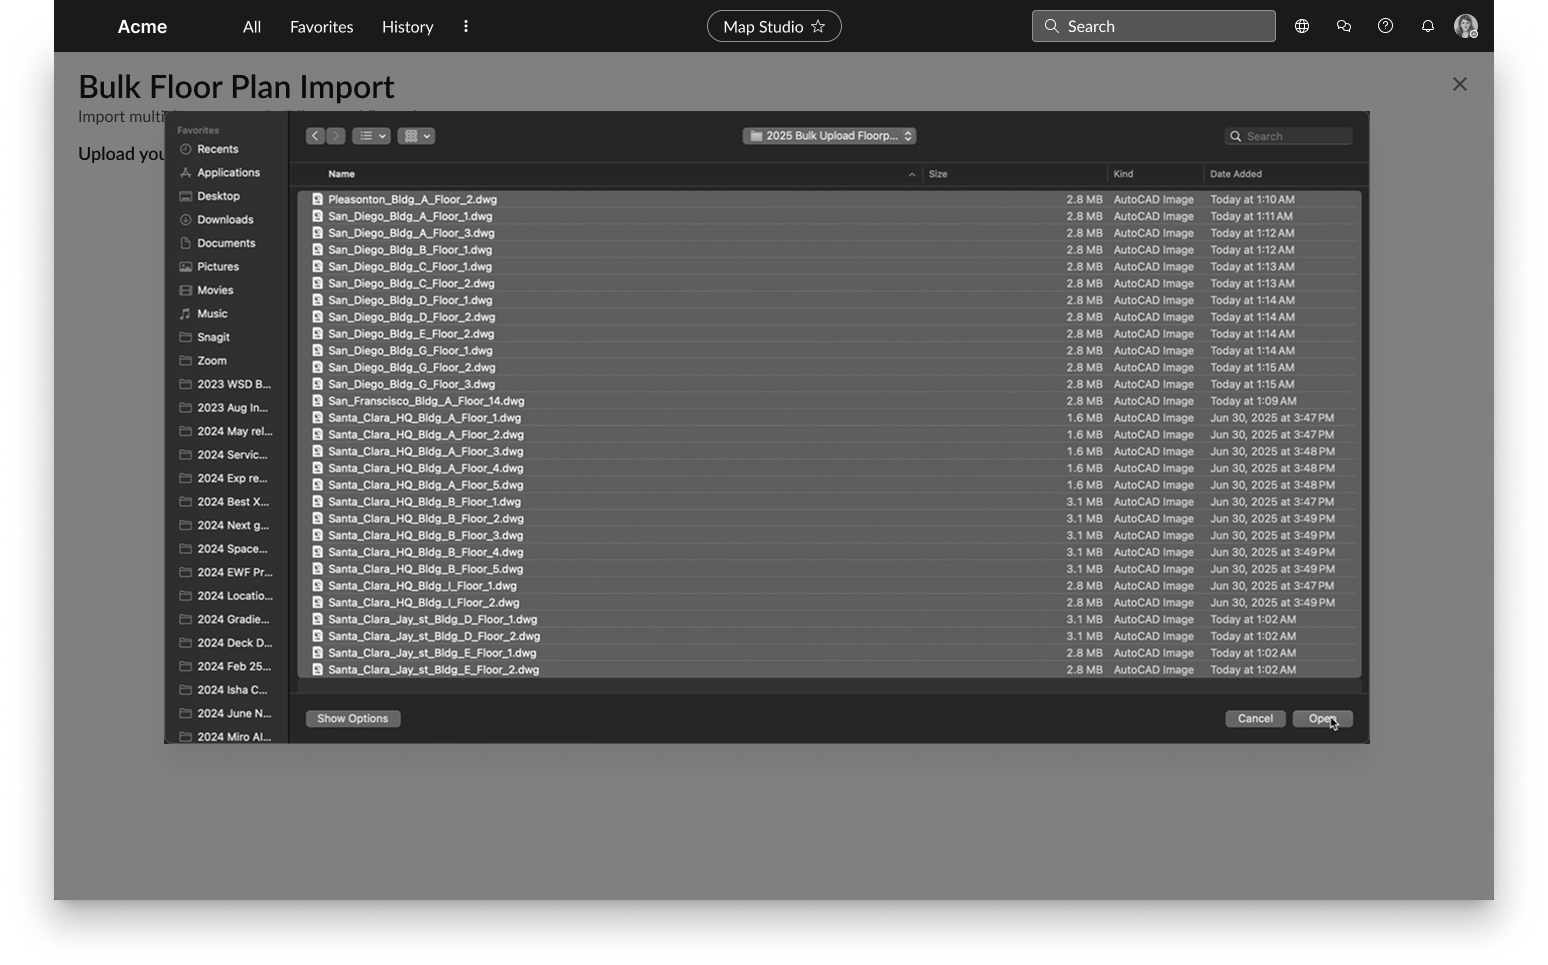 Acme All Favorites History Map Studio Search
Bulk Floor Plan Import
Import multi
Upload you
Favorites
Recents
Applications
Desktop
Downloads
Documents
Pictures
Movies
Music
Snagit
Zoom
2023 WSD B...
2023 Aug In...
2024 May rel...
2024 Servic...
2024 Exp re...
2024 Best X...
2024 Next g...
2024 Space...
2024 EWF Pr...
2024 Locatio...
2024 Gradie...
2024 Deck D...
2024 Feb 25...
2024 Isha C...
2024 June N...
2024 Miro Al...
2025 Bulk Upload Floorp... Search
Name Size Kind Date Added
Pleasonton_Bldg_A_Floor_2.dwg 2.8 MB AutoCAD Image Today at 1:10 AM
San_Diego_Bldg_A_Floor_1.dwg 2.8 MB AutoCAD Image Today at 1:11 AM
San_Diego_Bldg_A_Floor_3.dwg 2.8 MB AutoCAD Image Today at 1:12 AM
San_Diego_Bldg_B_Floor_1.dwg 2.8 MB AutoCAD Image Today at 1:12 AM
San_Diego_Bldg_C_Floor_1.dwg 2.8 MB AutoCAD Image Today at 1:13 AM
San_Diego_Bldg_C_Floor_2.dwg 2.8 MB AutoCAD Image Today at 1:13 AM
San_Diego_Bldg_D_Floor_1.dwg 2.8 MB AutoCAD Image Today at 1:14 AM
San_Diego_Bldg_D_Floor_2.dwg 2.8 MB AutoCAD Image Today at 1:14 AM
San_Diego_Bldg_E_Floor_2.dwg 2.8 MB AutoCAD Image Today at 1:14 AM
San_Diego_Bldg_G_Floor_1.dwg 2.8 MB AutoCAD Image Today at 1:14 AM
San_Diego_Bldg_G_Floor_2.dwg 2.8 MB AutoCAD Image Today at 1:15 AM
San_Diego_Bldg_G_Floor_3.dwg 2.8 MB AutoCAD Image Today at 1:15 AM
San_Franscisco_Bldg_A_Floor_14.dwg 2.8 MB AutoCAD Image Today at 1:09 AM
Santa_Clara_HQ_Bldg_A_Floor_1.dwg 1.6 MB AutoCAD Image Jun 30, 2025 at 3:47 PM
Santa_Clara_HQ_Bldg_A_Floor_2.dwg 1.6 MB AutoCAD Image Jun 30, 2025 at 3:47 PM
Santa_Clara_HQ_Bldg_A_Floor_3.dwg 1.6 MB AutoCAD Image Jun 30, 2025 at 3:48 PM
Santa_Clara_HQ_Bldg_A_Floor_4.dwg 1.6 MB AutoCAD Image Jun 30, 2025 at 3:48 PM
Santa_Clara_HQ_Bldg_A_Floor_5.dwg 1.6 MB AutoCAD Image Jun 30, 2025 at 3:48 PM
Santa_Clara_HQ_Bldg_B_Floor_1.dwg 3.1 MB AutoCAD Image Jun 30, 2025 at 3:47 PM
Santa_Clara_HQ_Bldg_B_Floor_2.dwg 3.1 MB AutoCAD Image Jun 30, 2025 at 3:49 PM
Santa_Clara_HQ_Bldg_B_Floor_3.dwg 3.1 MB AutoCAD Image Jun 30, 2025 at 3:49 PM
Santa_Clara_HQ_Bldg_B_Floor_4.dwg 3.1 MB AutoCAD Image Jun 30, 2025 at 3:49 PM
Santa_Clara_HQ_Bldg_B_Floor_5.dwg 3.1 MB AutoCAD Image Jun 30, 2025 at 3:49 PM
Santa_Clara_HQ_Bldg_I_Floor_1.dwg 2.8 MB AutoCAD Image Jun 30, 2025 at 3:47 PM
Santa_Clara_HQ_Bldg_I_Floor_2.dwg 2.8 MB AutoCAD Image Jun 30, 2025 at 3:49 PM
Santa_Clara_Jay_st_Bldg_D_Floor_1.dwg 3.1 MB AutoCAD Image Today at 1:02 AM
Santa_Clara_Jay_st_Bldg_D_Floor_2.dwg 3.1 MB AutoCAD Image Today at 1:02 AM
Santa_Clara_Jay_st_Bldg_E_Floor_1.dwg 2.8 MB AutoCAD Image Today at 1:02 AM
Santa_Clara_Jay_st_Bldg_E_Floor_2.dwg 2.8 MB AutoCAD Image Today at 1:02 AM
Show Options Cancel Open